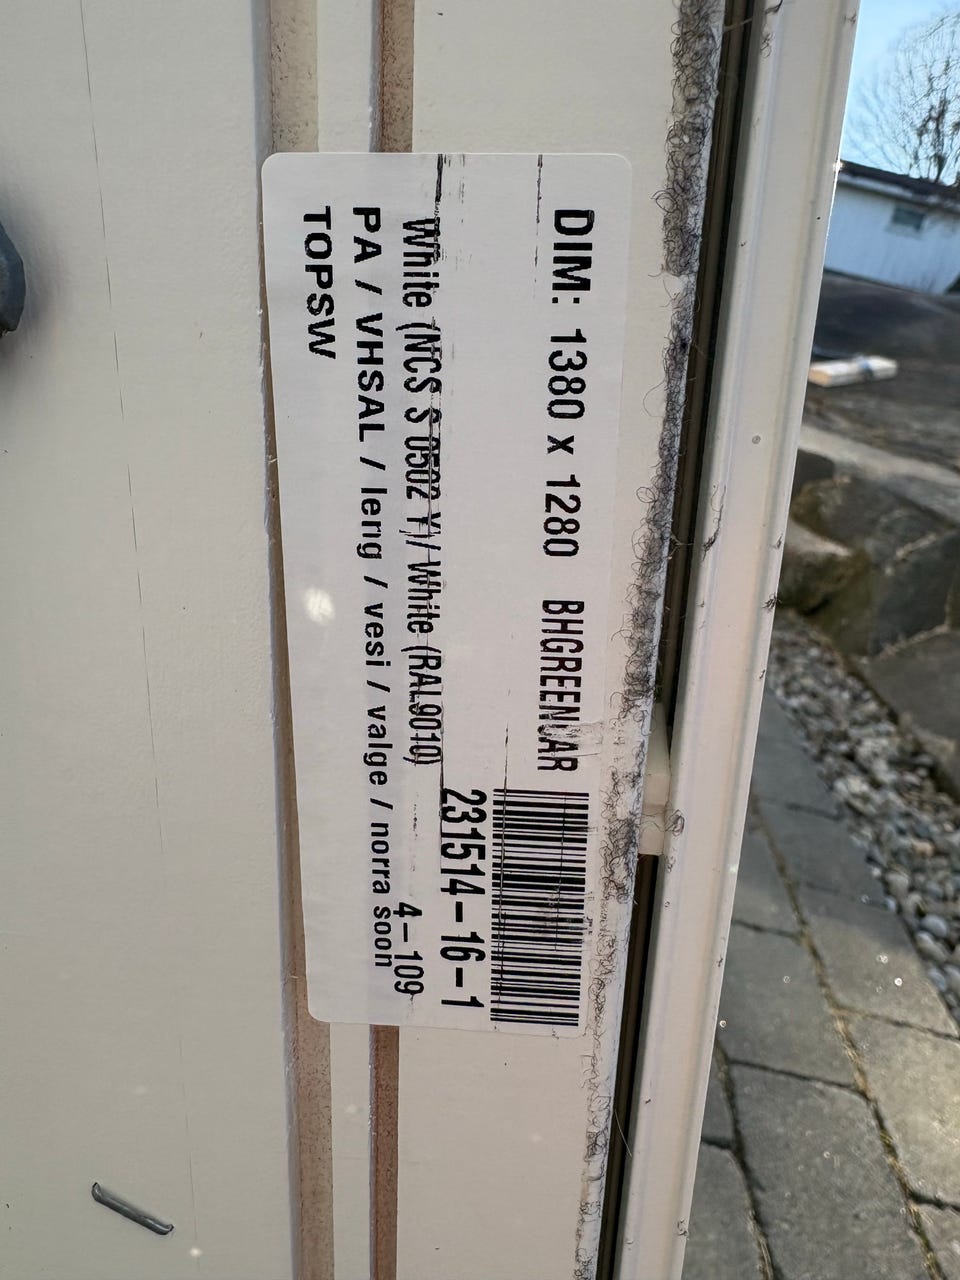 DIM: 1380 x 1280 BHGREENVAR
231514-16-1
White (NCS S 0502 Y)/ White (RAL9010)
4-109
PA / VHSAL / leng / vesi / valge / norra soon
TOPSW